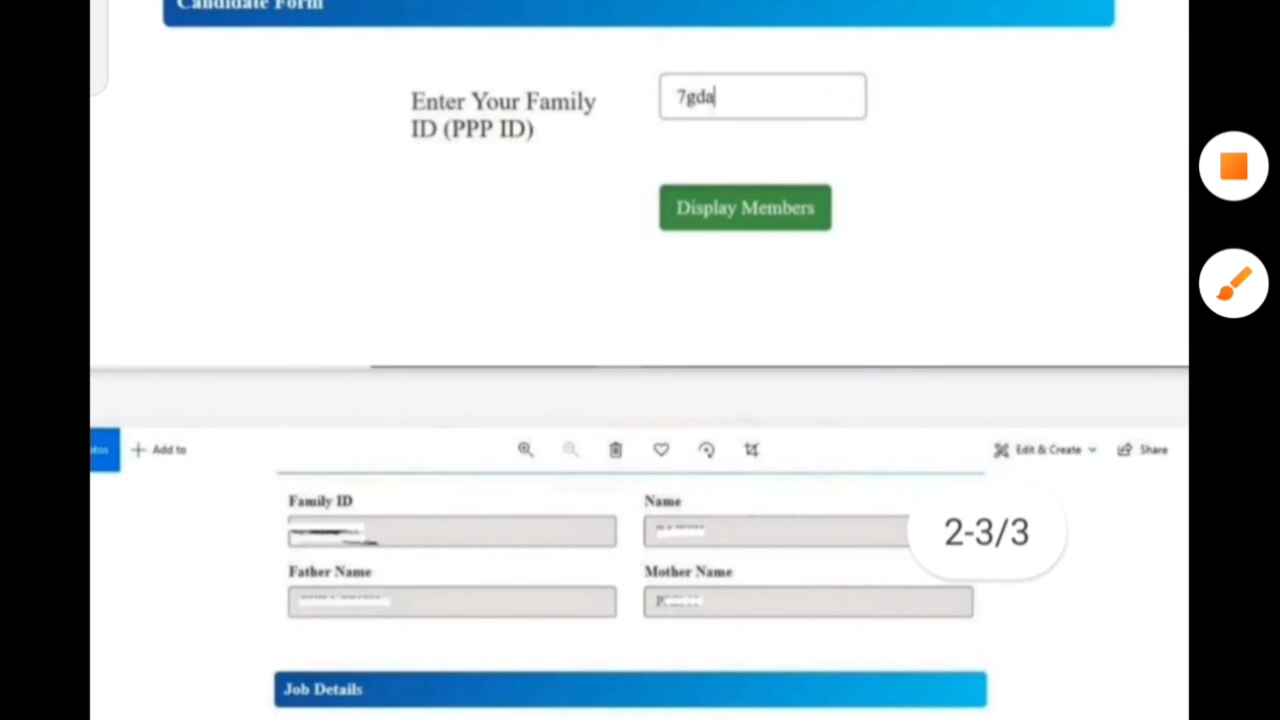 Candidate Form
Enter Your Family
ID (PPP ID)
7gda
Display Members
Add to
Edit & Create
Share
Family ID
Name
2-3/3
Father Name
Mother Name
Job Details